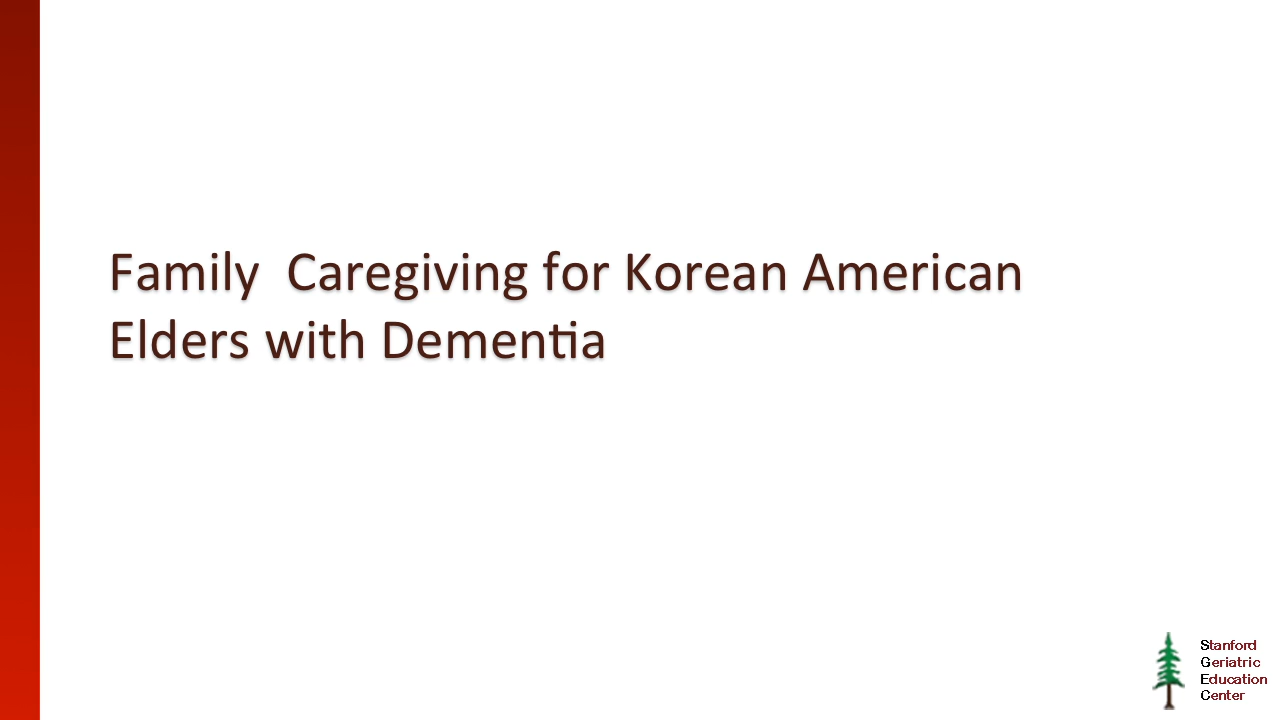 Family  Caregiving for Korean American
Elders with Dementia
Stanford
Geriatric
Education
Center